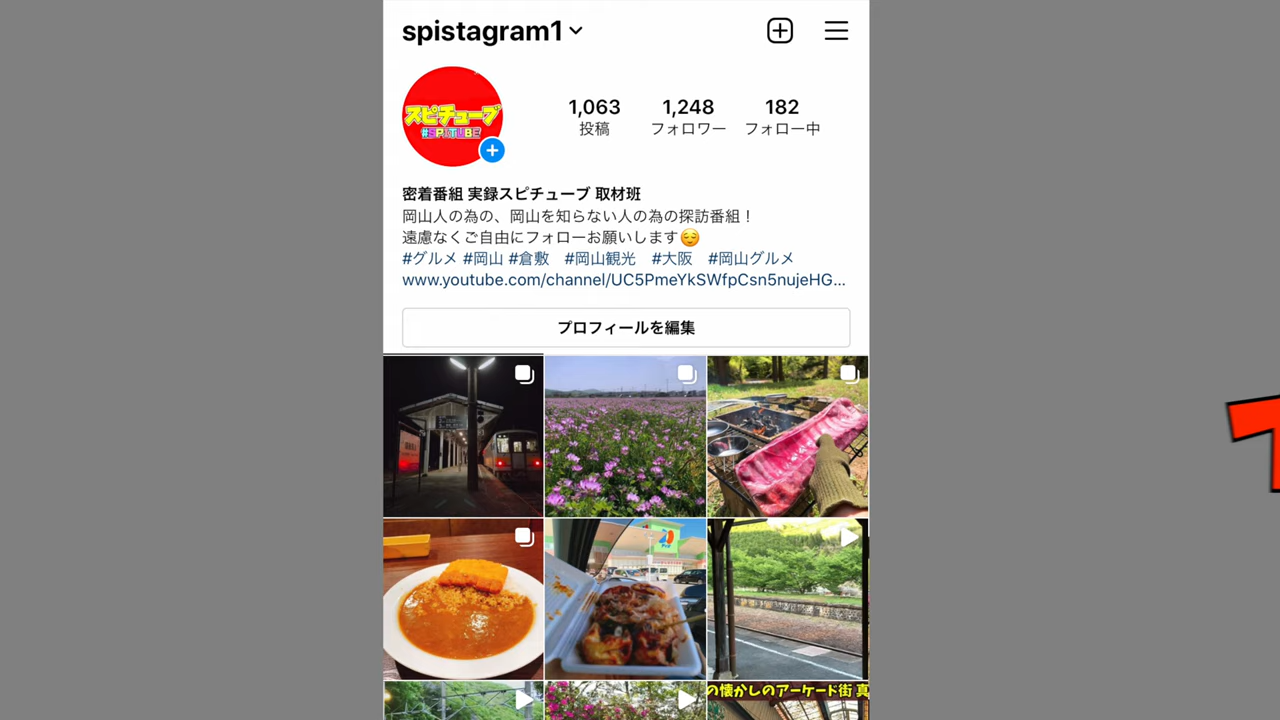 spistagram1
スピチューブ
#SPITUBE
1,063
投稿
1,248
フォロワー
182
フォロー中
密着番組 実録スピチューブ 取材班
岡山人の為の、岡山を知らない人の為の探訪番組！
遠慮なくご自由にフォローお願いします😌
#グルメ #岡山 #倉敷　#岡山観光　#大阪　#岡山グルメ
www.youtube.com/channel/UC5PmeYkSWfpCsn5nujeHG...
プロフィールを編集
の懐かしのアーケード街 真